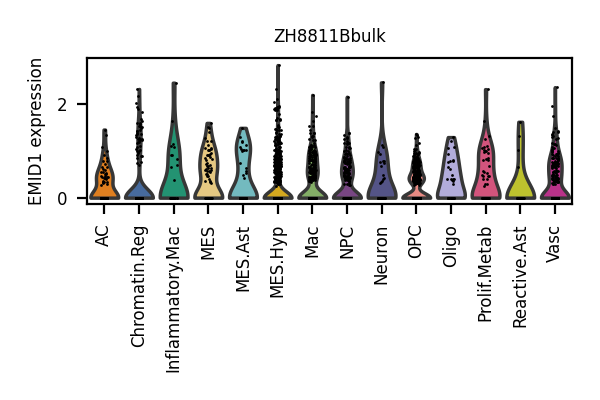 ZH8811Bbulk
EMID1 expression
2
0
AC
Chromatin.Reg
Inflammatory.Mac
MES
MES.Ast
MES.Hyp
Mac
NPC
Neuron
OPC
Oligo
Prolif.Metab
Reactive.Ast
Vasc